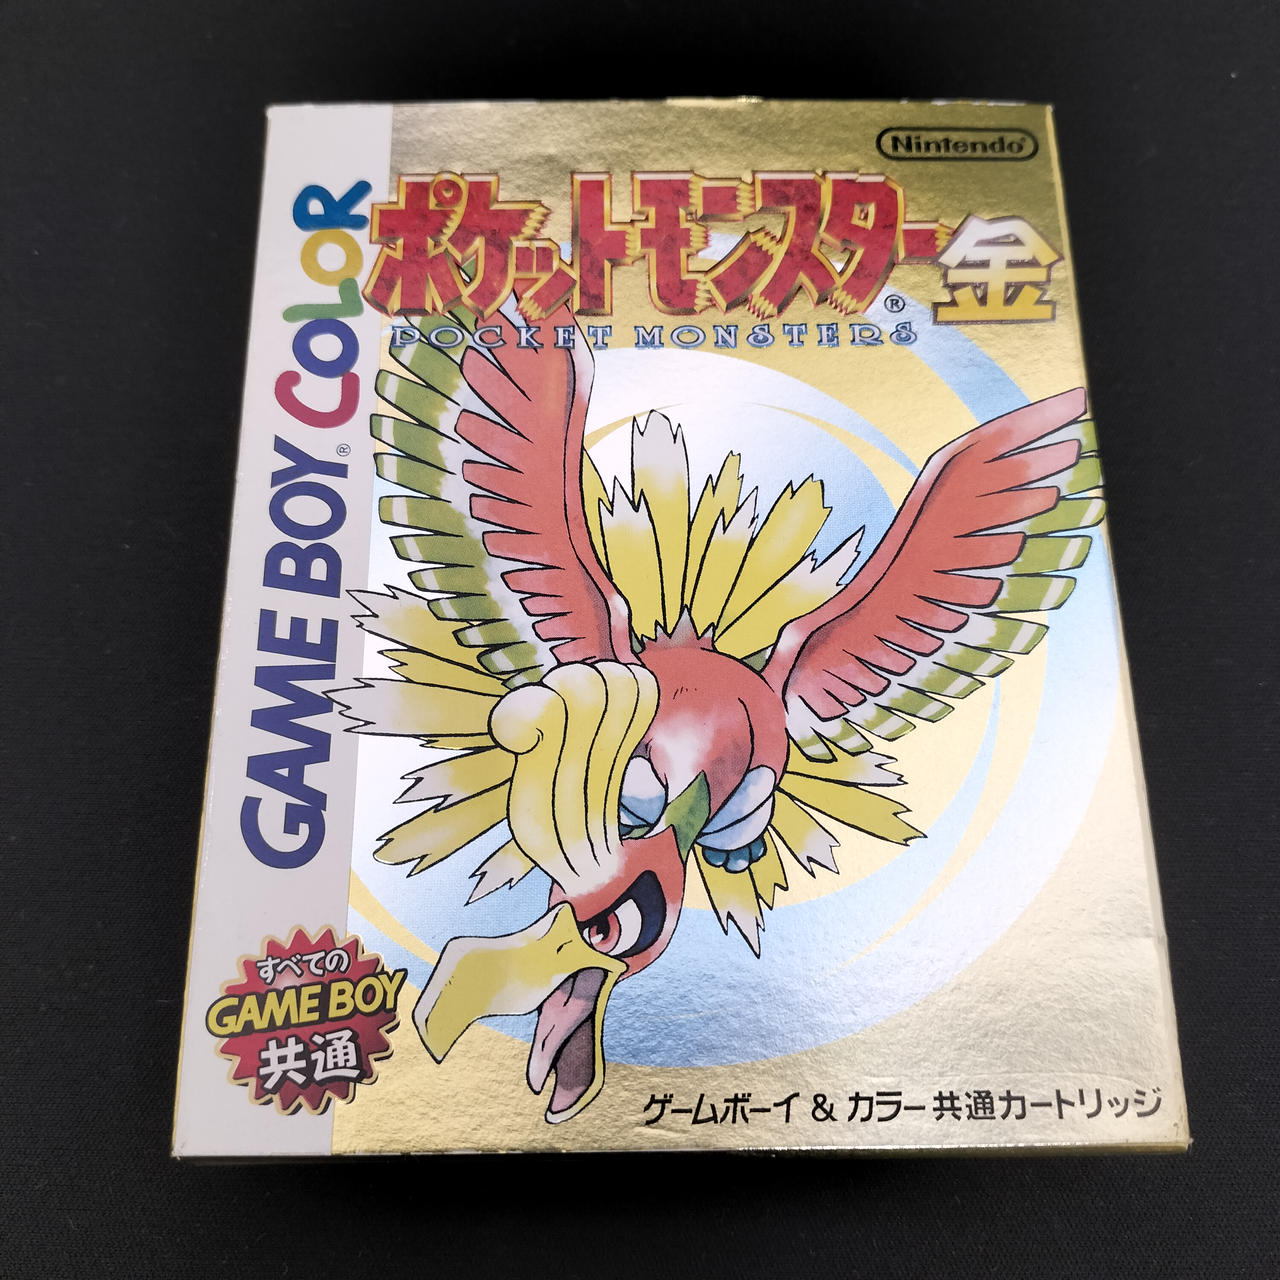 Nintendo®
ポケットモンスター®金
POCKET MONSTERS
GAME BOY® COLOR
すべての
GAME BOY
共通
ゲームボーイ & カラー共通カートリッジ